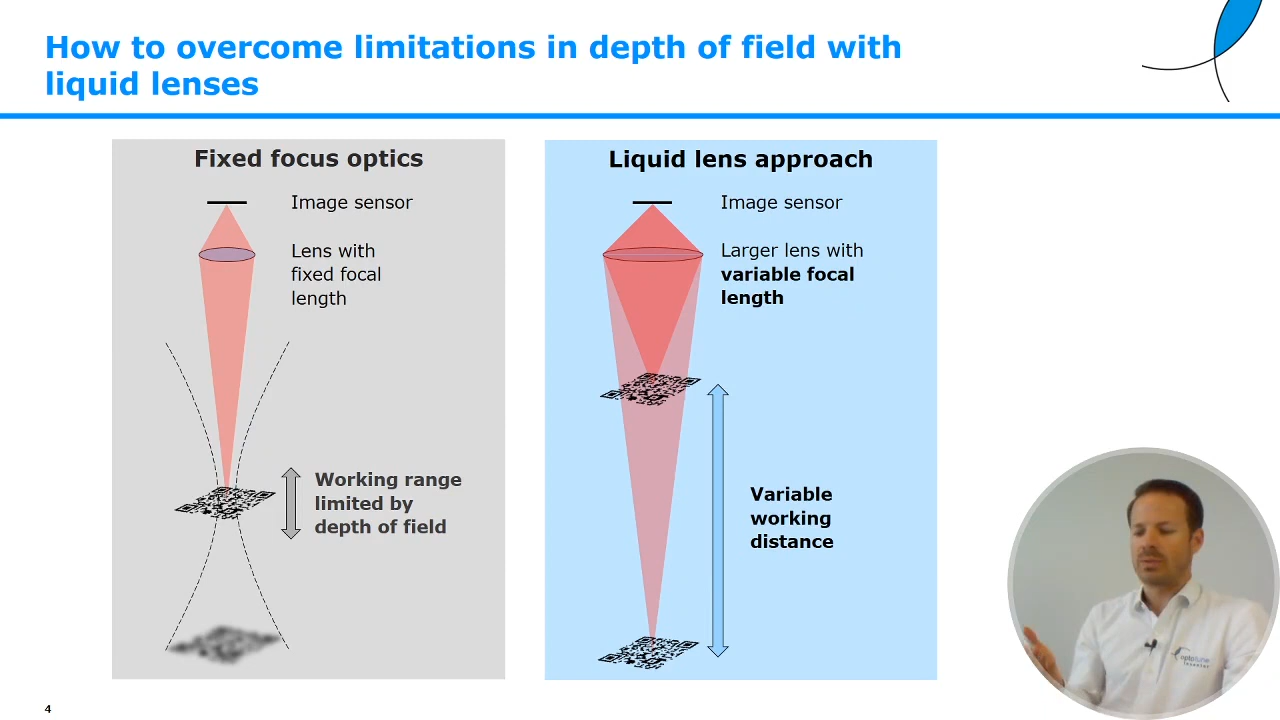 How to overcome limitations in depth of field with
liquid lenses
Fixed focus optics
Image sensor
Lens with
fixed focal
length
Working range
limited by
depth of field
Liquid lens approach
Image sensor
Larger lens with
variable focal
length
Variable
working
distance
optotune
4